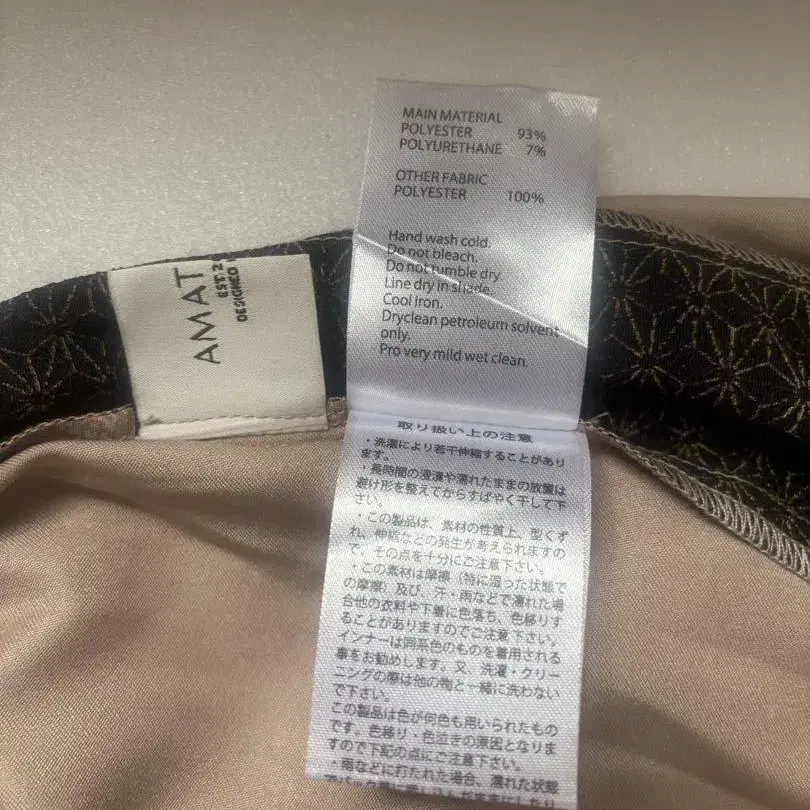 MAIN MATERIAL
POLYESTER 93%
POLYURETHANE 7%
OTHER FABRIC
POLYESTER 100%
Hand wash cold.
Do not bleach.
Do not tumble dry.
Line dry in shade.
Cool iron.
Dryclean petroleum solvent
only.
Pro very mild wet clean.
AMAT
EST. 2
DESIGNED
取り扱い上の注意
・洗濯により若干伸縮することがあり
ます。
・長時間の浸漬や濡れたままの放置は
避け形を整えてからすばやく干して下
さい。
・この製品は、素材の性質上、型くず
れ、伸縮などの発生が考えられますの
で、その点を十分にご注意下さい。
・この素材は摩擦（特に湿った状態で
の摩擦）及び、汗・雨などで濡れた場
合他の衣料や下着に色落ち、色移りす
ることがありますのでご注意下さい。
インナーは同系色のものを着用される
事をお勧めします。又、洗濯・クリー
ニングの際は他の物と一緒に洗わない
で下さい。
この製品は色が何色も用いられたもの
です。色移り・色泣きの原因となりま
すので下記の点にご注意下さい。
・雨などに打たれた場合、濡れた状態